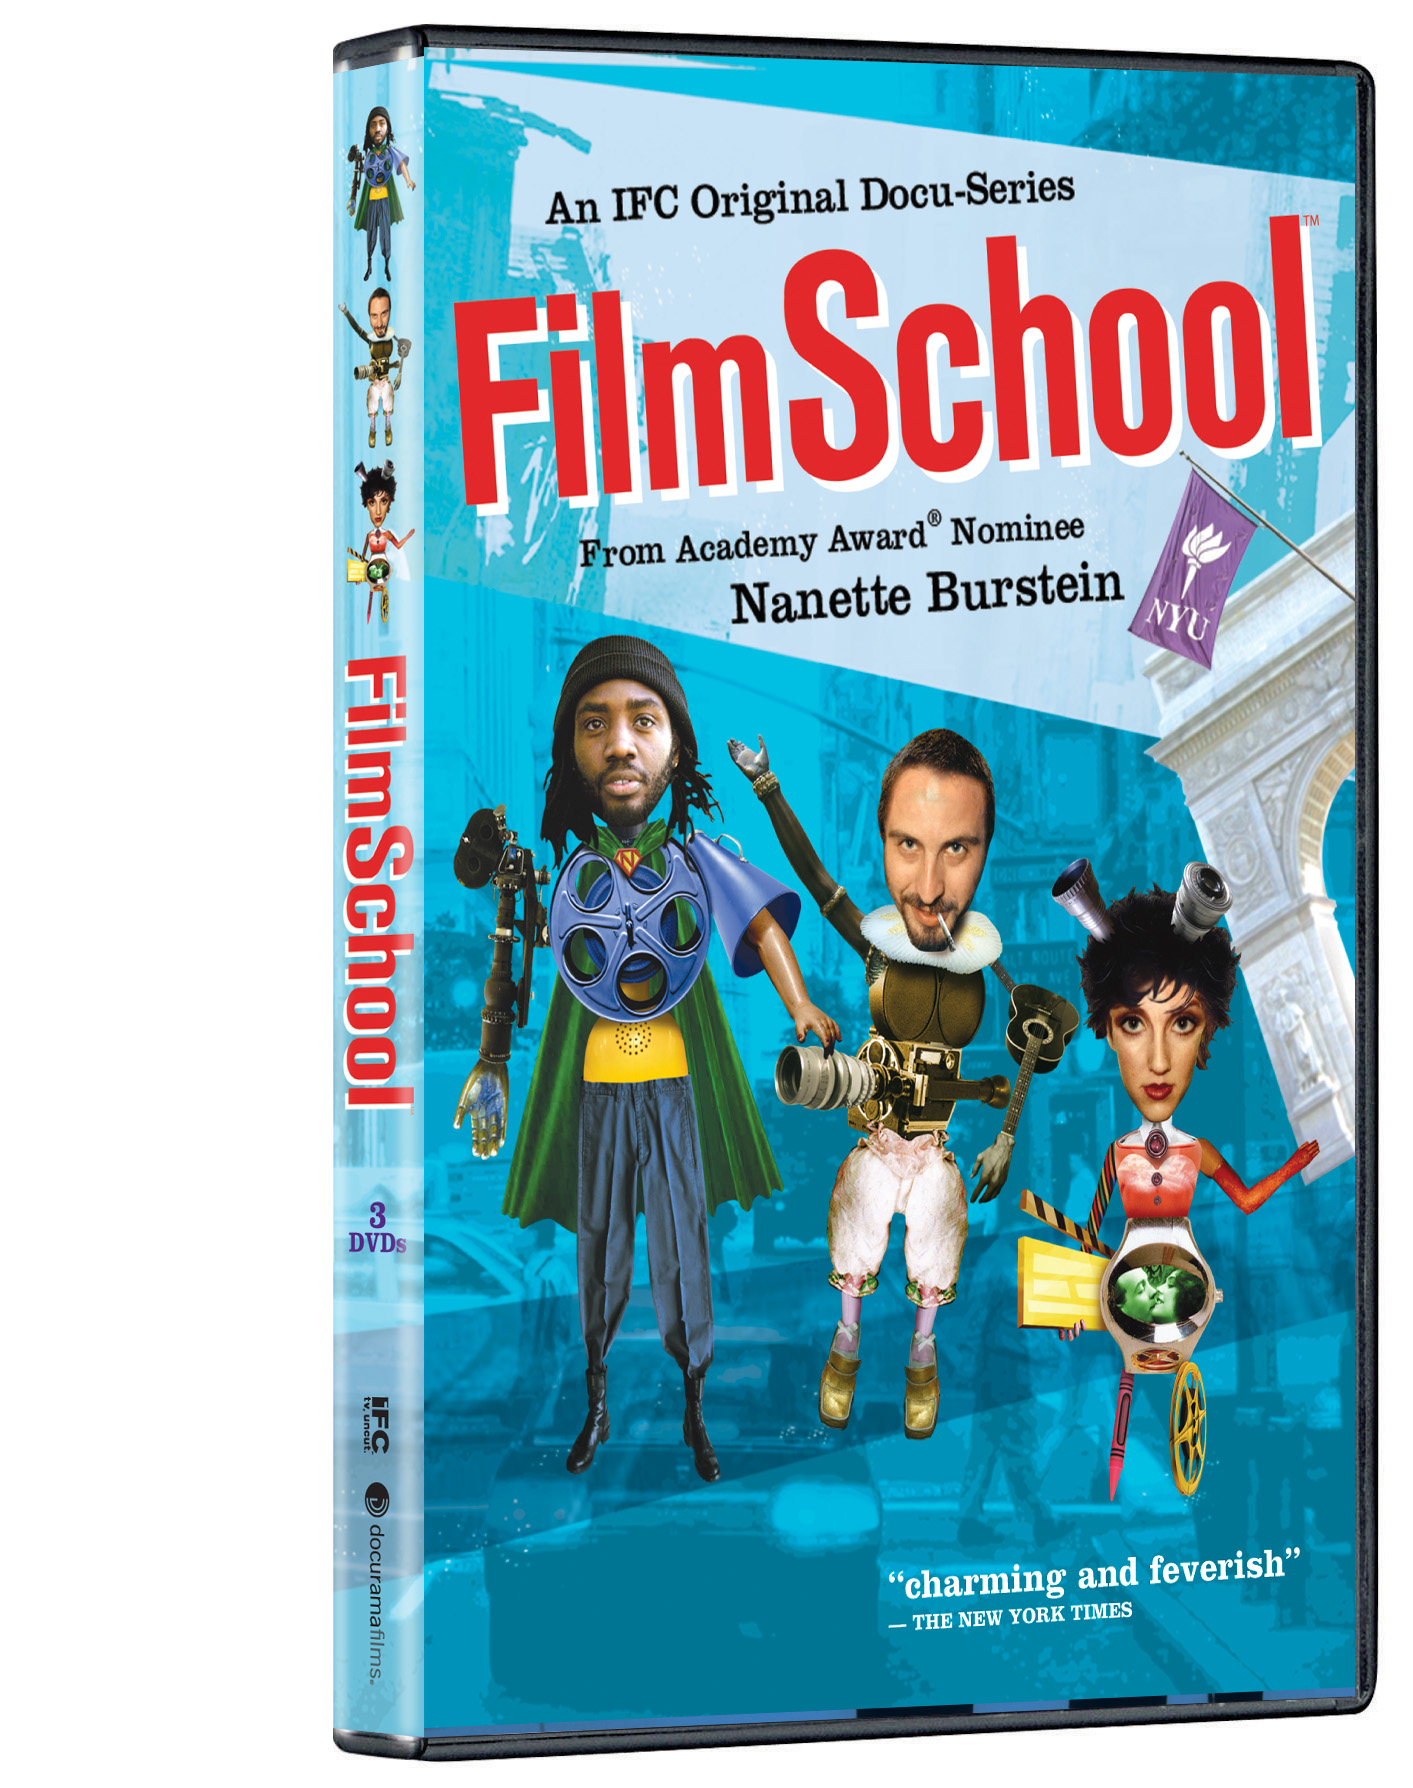 An IFC Original Docu-Series
FilmSchool™
From Academy Award® Nominee
Nanette Burstein
NYU
N
“charming and feverish”
— THE NEW YORK TIMES
FilmSchool
3
DVDs
iFC
tv, uncut.
docuramafilms®